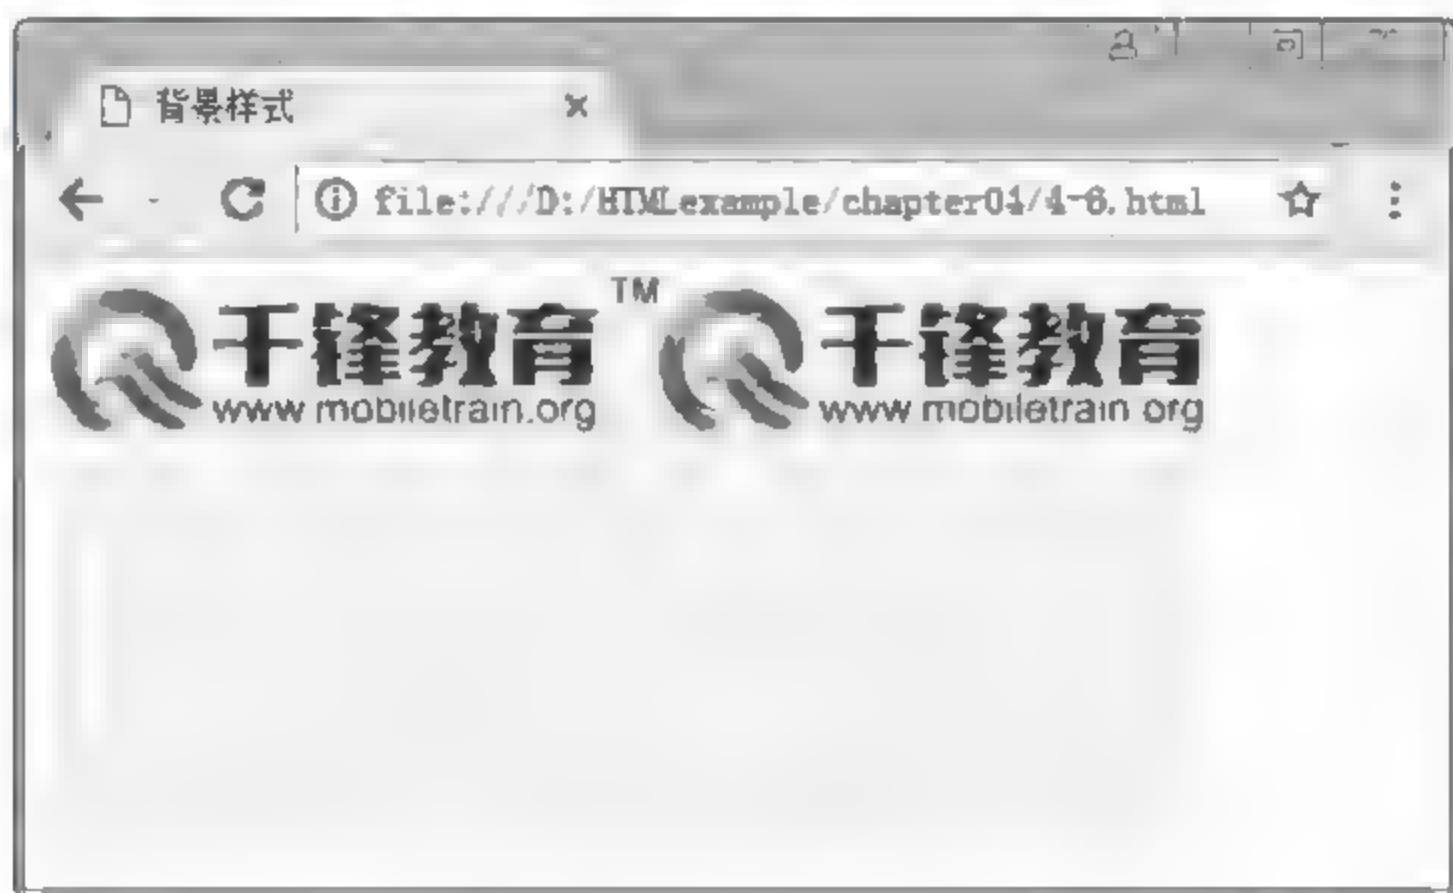 背景样式
file:///D:/HTMLexample/chapter04/4-6.html
千锋教育 TM 千锋教育
www mobiletrain.org www mobiletrain org